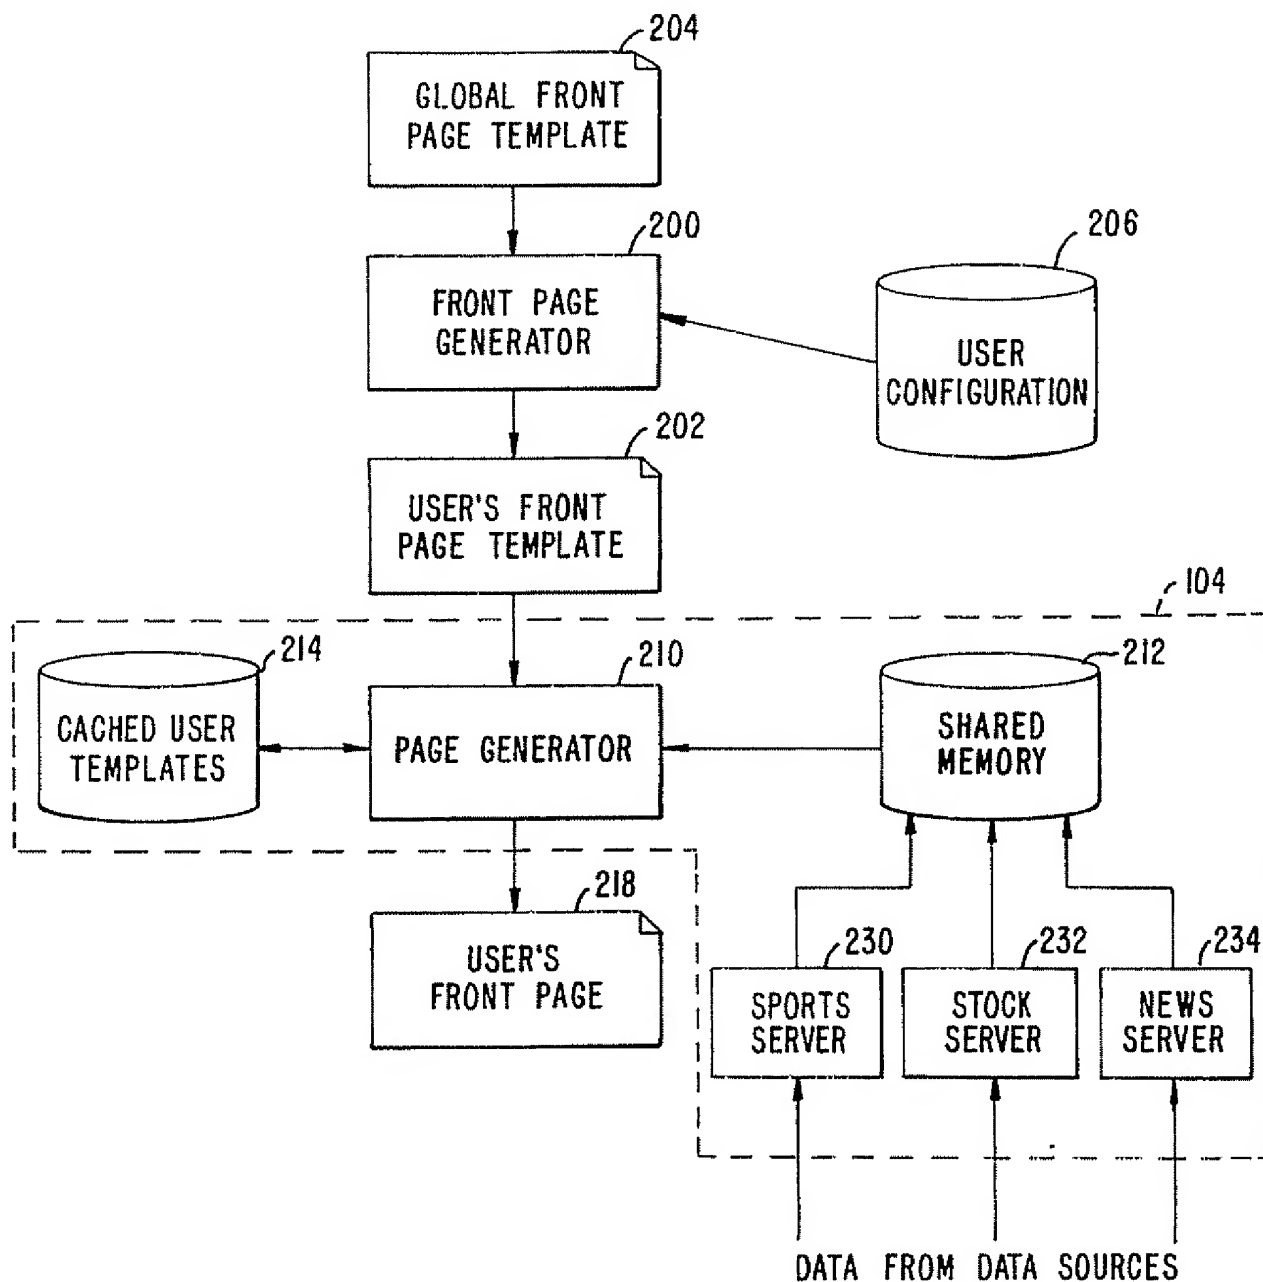 204
GLOBAL FRONT
PAGE TEMPLATE
200
FRONT PAGE
GENERATOR
206
USER
CONFIGURATION
202
USER'S FRONT
PAGE TEMPLATE
104
214
CACHED USER
TEMPLATES
210
PAGE GENERATOR
212
SHARED
MEMORY
218
USER'S
FRONT PAGE
230
SPORTS
SERVER
232
STOCK
SERVER
234
NEWS
SERVER
DATA FROM DATA SOURCES